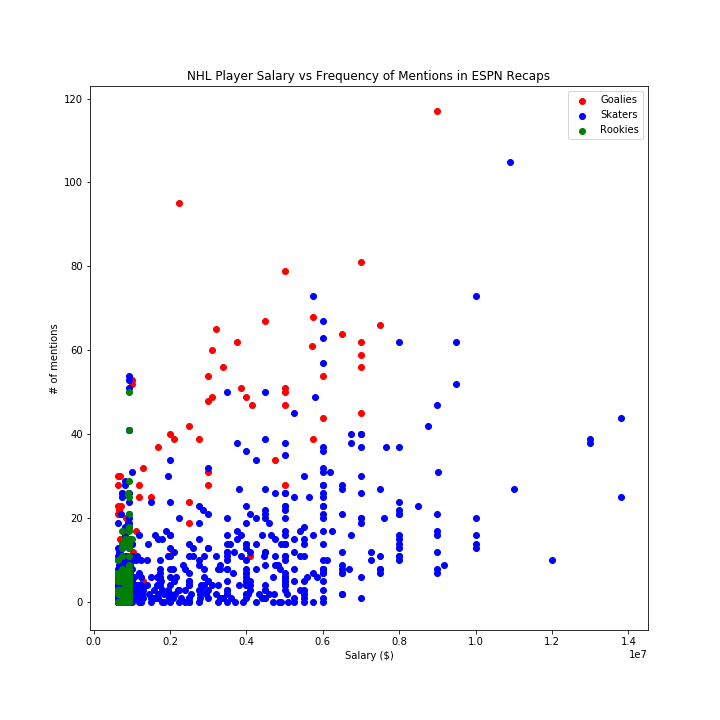 NHL Player Salary vs Frequency of Mentions in ESPN Recaps
Goalies
Skaters
Rookies
120
100
80
60
40
20
0
# of mentions
0.0 0.2 0.4 0.6 0.8 1.0 1.2 1.4
1e7
Salary ($)